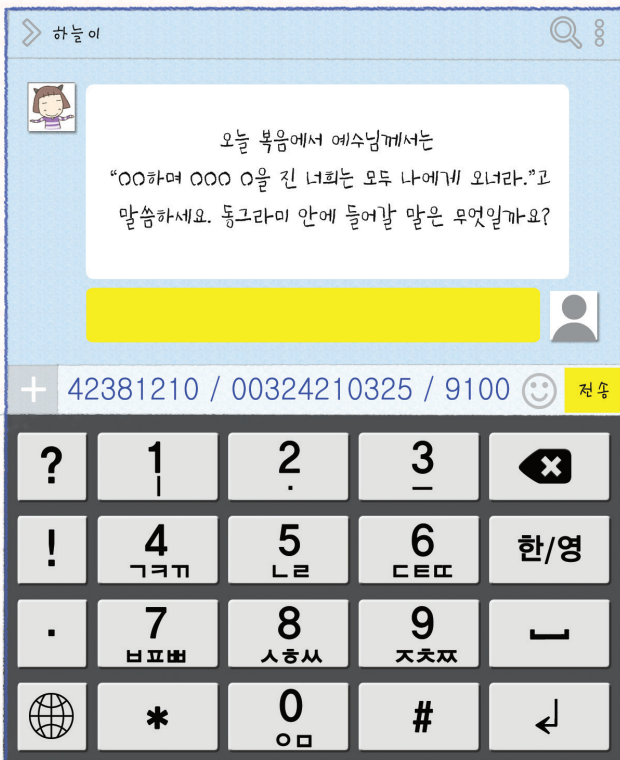 하늘이
오늘 복음에서 예수님께서는
“○○하며 ○○○ ○을 진 너희는 모두 나에게 오너라.”고
말씀하세요. 동그라미 안에 들어갈 말은 무엇일까요?
42381210 / 00324210325 / 9100 전송
? 1 2 3
ㅣ · ㅡ
! 4 5 6 한/영
ㄱㅋㄲ ㄴㄹ ㄷㅌㄸ
. 7 8 9
ㅂㅍㅃ ㅅㅎㅆ ㅈㅊㅉ
* 0 #
ㅇㅁ